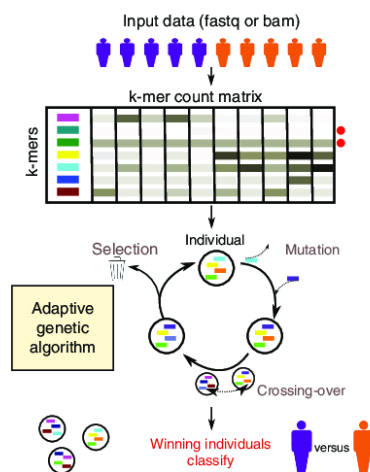 Input data (fastq or bam)
k-mer count matrix
k-mers
Individual
Selection
Mutation
Adaptive
genetic
algorithm
Crossing-over
Winning individuals
classify
versus